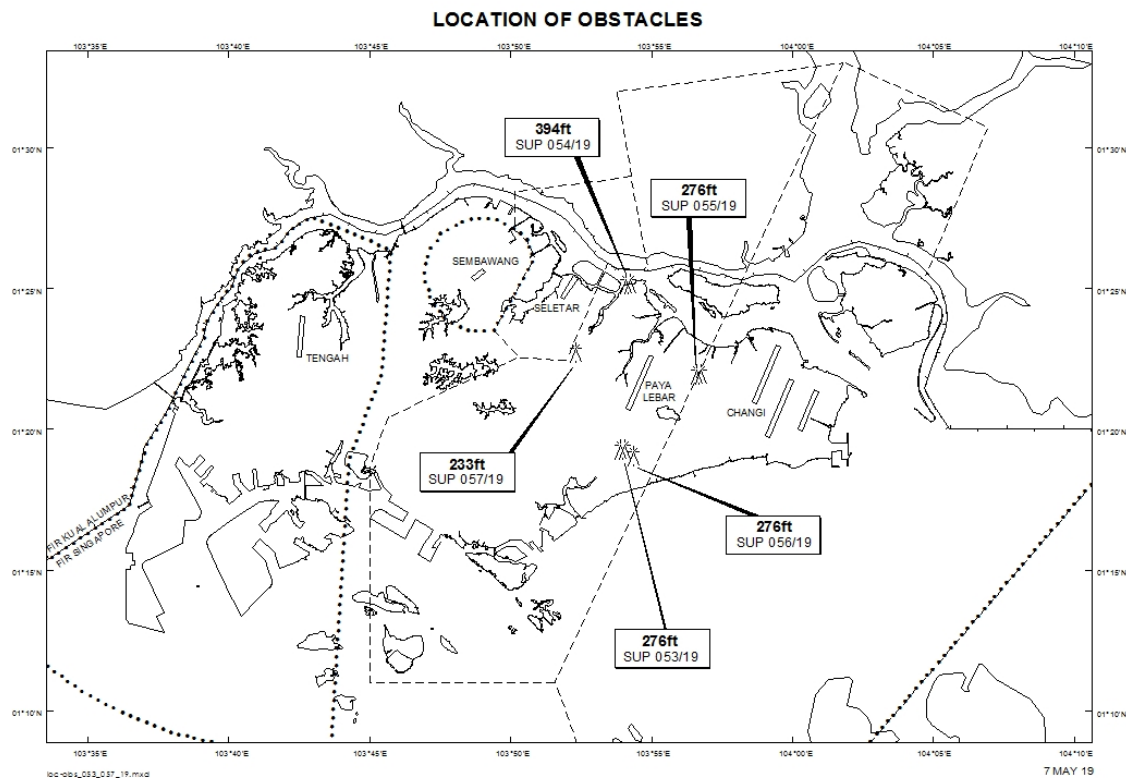 LOCATION OF OBSTACLES
103°35'E
103°40'E
103°45'E
103°50'E
103°55'E
104°00'E
104°05'E
104°10'E
01°30'N
01°30'N
394ft
SUP 054/19
276ft
SUP 055/19
SEMBAWANG
01°25'N
01°25'N
SELETAR
TENGAH
PAYA
LEBAR
CHANGI
01°20'N
01°20'N
233ft
SUP 057/19
FIR KUALA LUMPUR
FIR SINGAPORE
276ft
SUP 056/19
01°15'N
01°15'N
276ft
SUP 053/19
01°10'N
01°10'N
103°35'E
103°40'E
103°45'E
103°50'E
103°55'E
104°00'E
104°05'E
104°10'E
loc-obs_053_057_19.mxd
7 MAY 19